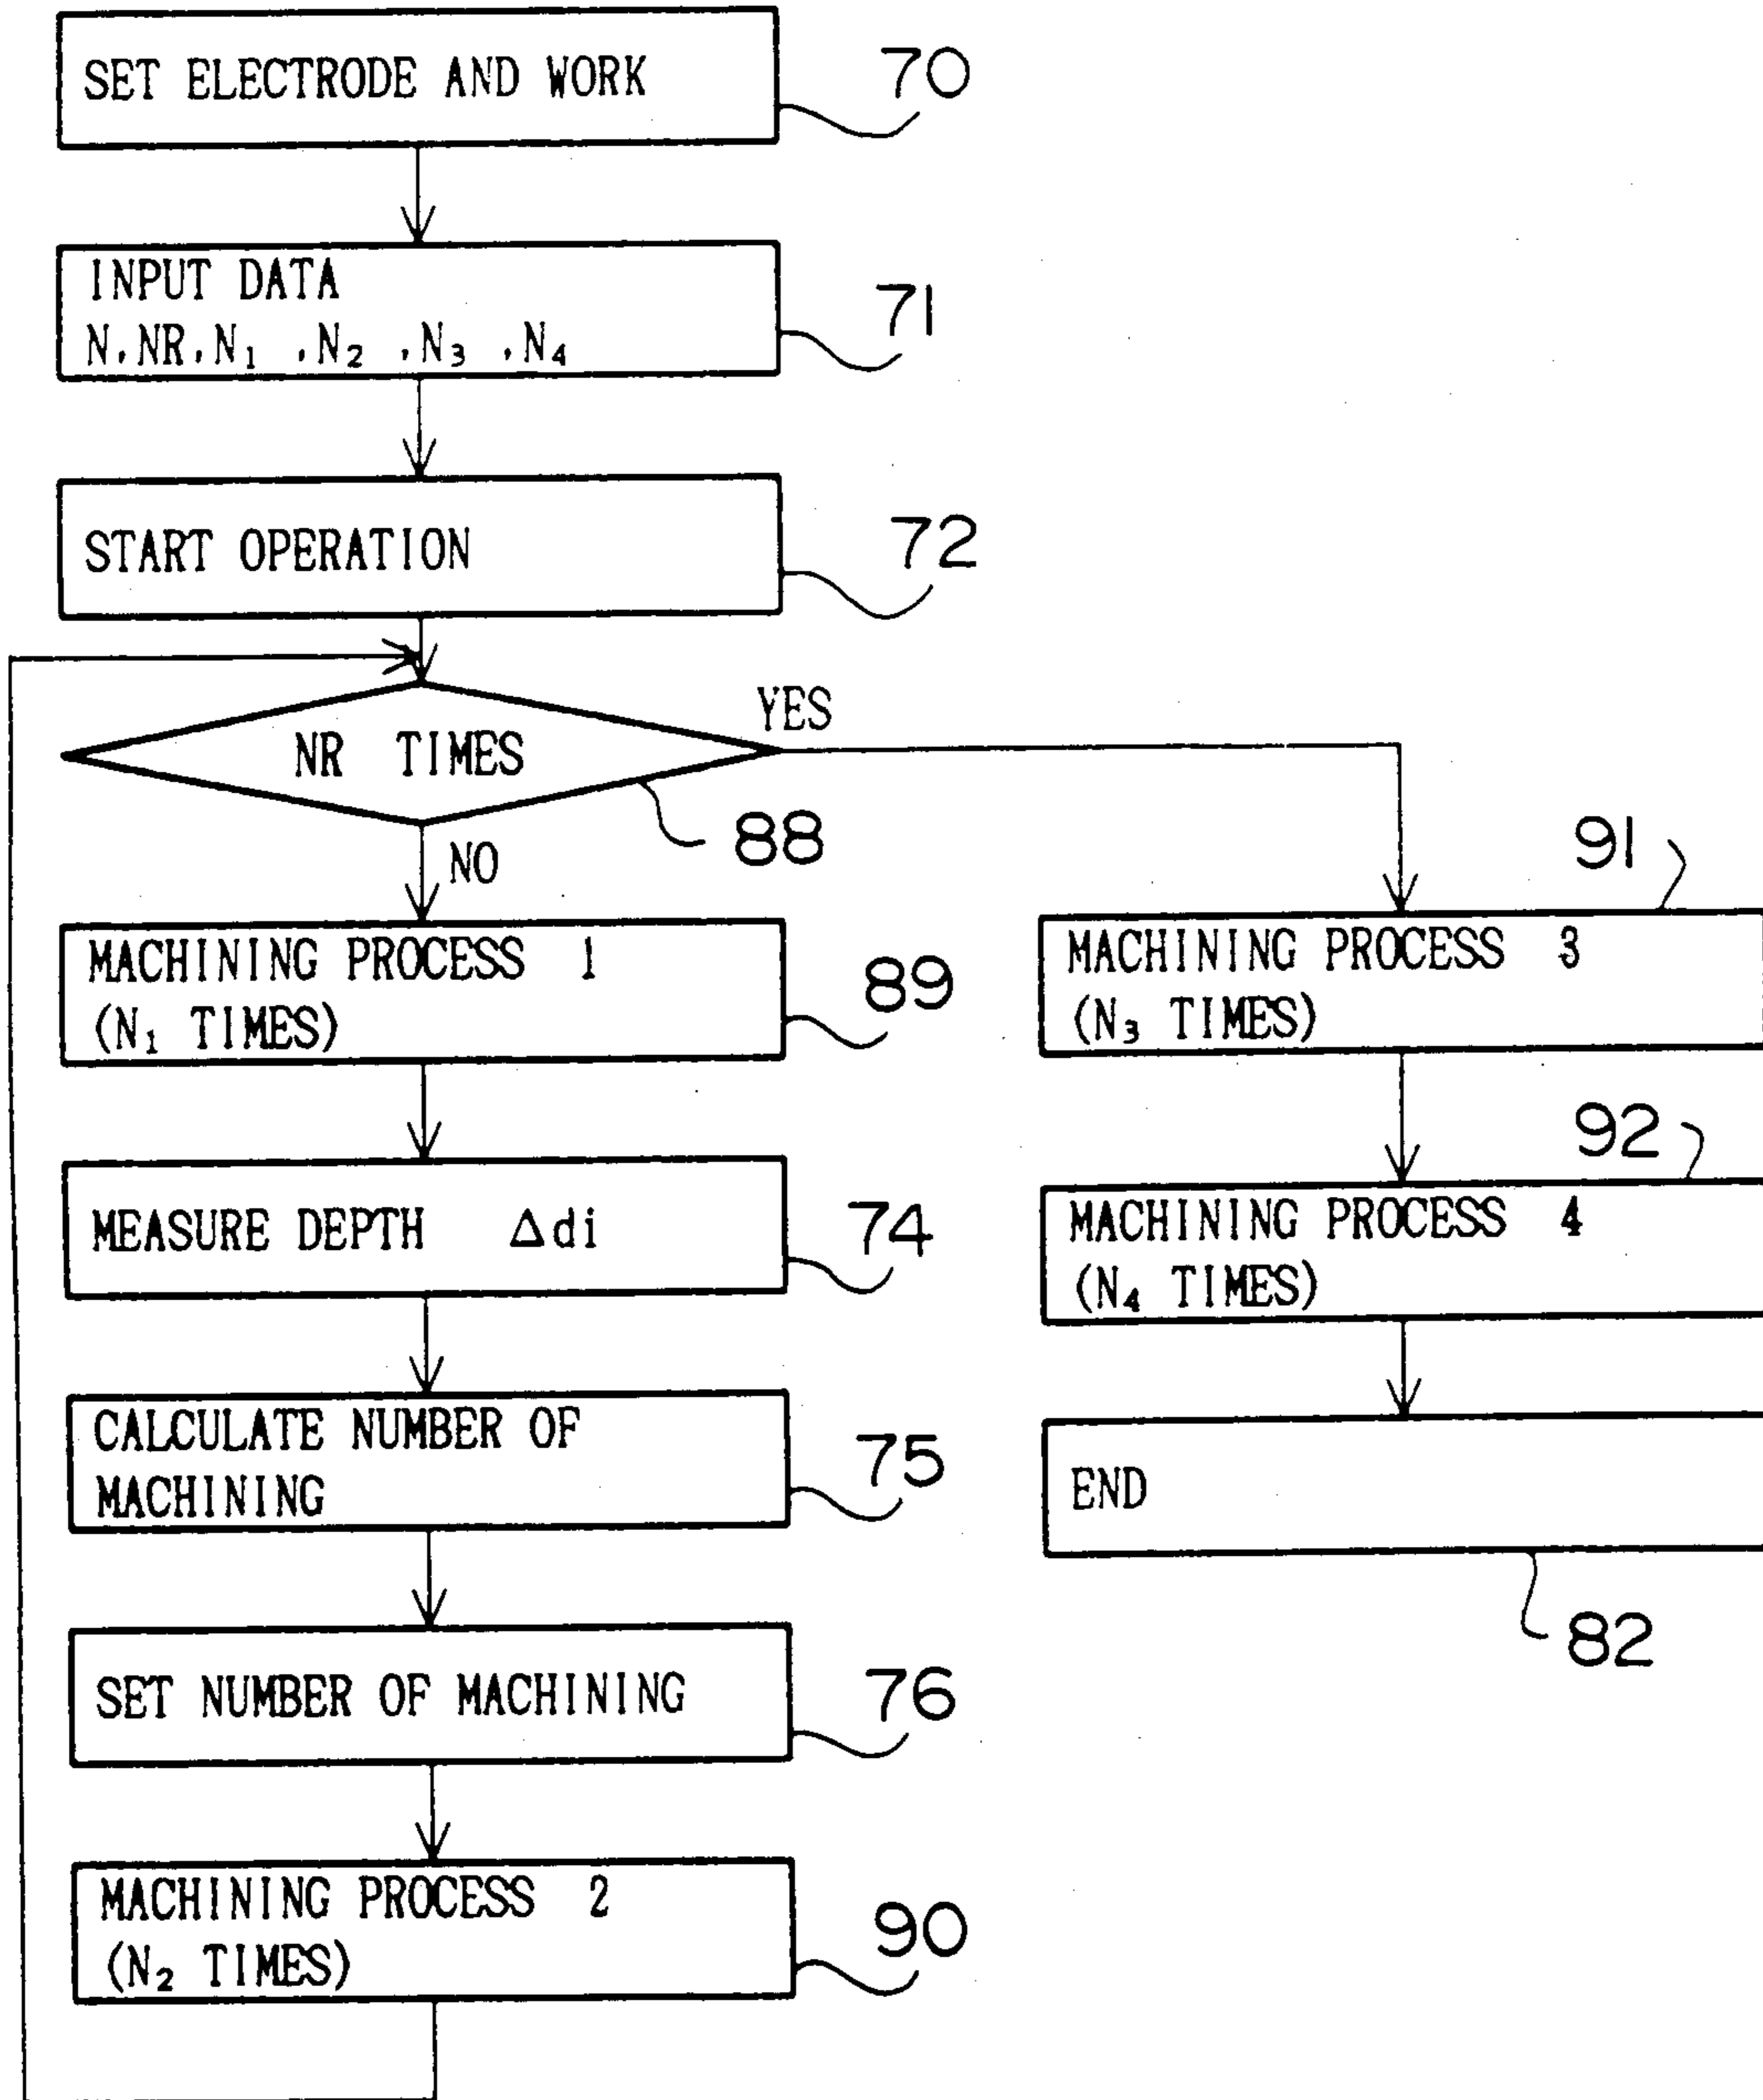 SET ELECTRODE AND WORK
70
INPUT DATA
N, NR, N₁ , N₂ , N₃ , N₄
71
START OPERATION
72
NR TIMES
YES
88
NO
MACHINING PROCESS 1
(N₁ TIMES)
89
MEASURE DEPTH Δdi
74
CALCULATE NUMBER OF
MACHINING
75
SET NUMBER OF MACHINING
76
MACHINING PROCESS 2
(N₂ TIMES)
90
91
MACHINING PROCESS 3
(N₃ TIMES)
92
MACHINING PROCESS 4
(N₄ TIMES)
END
82